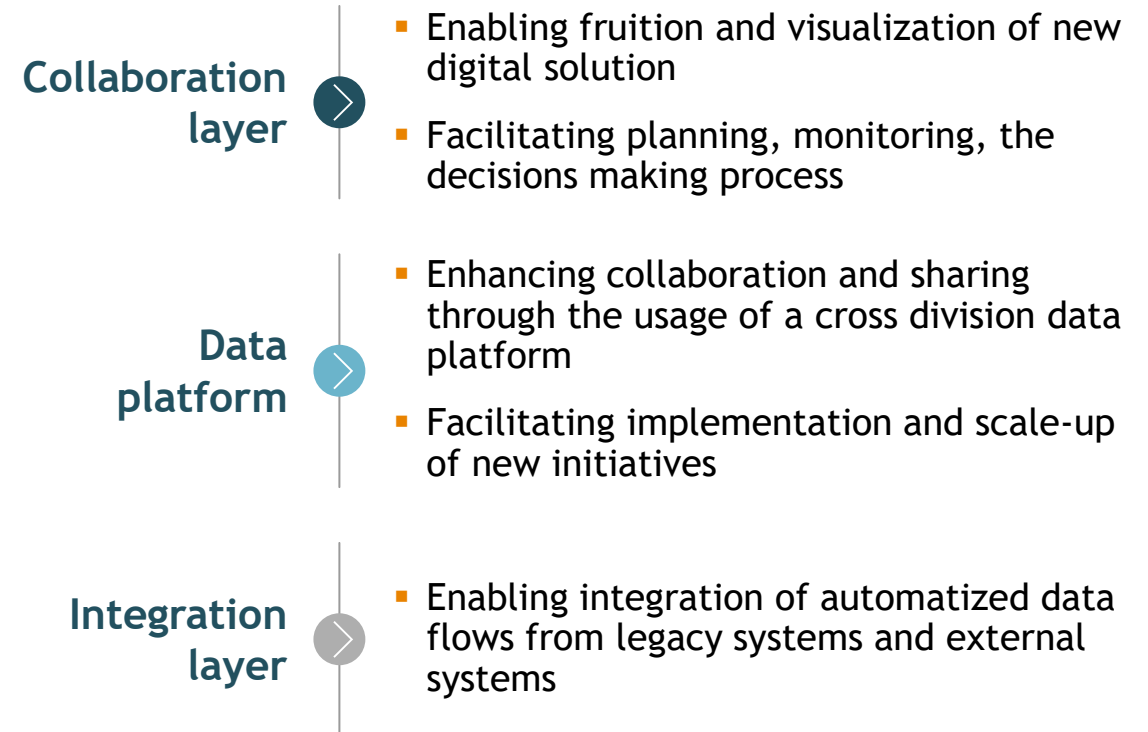 Collaboration
layer
▪ Enabling fruition and visualization of new
digital solution
▪ Facilitating planning, monitoring, the
decisions making process
Data
platform
▪ Enhancing collaboration and sharing
through the usage of a cross division data
platform
▪ Facilitating implementation and scale-up
of new initiatives
Integration
layer
▪ Enabling integration of automatized data
flows from legacy systems and external
systems